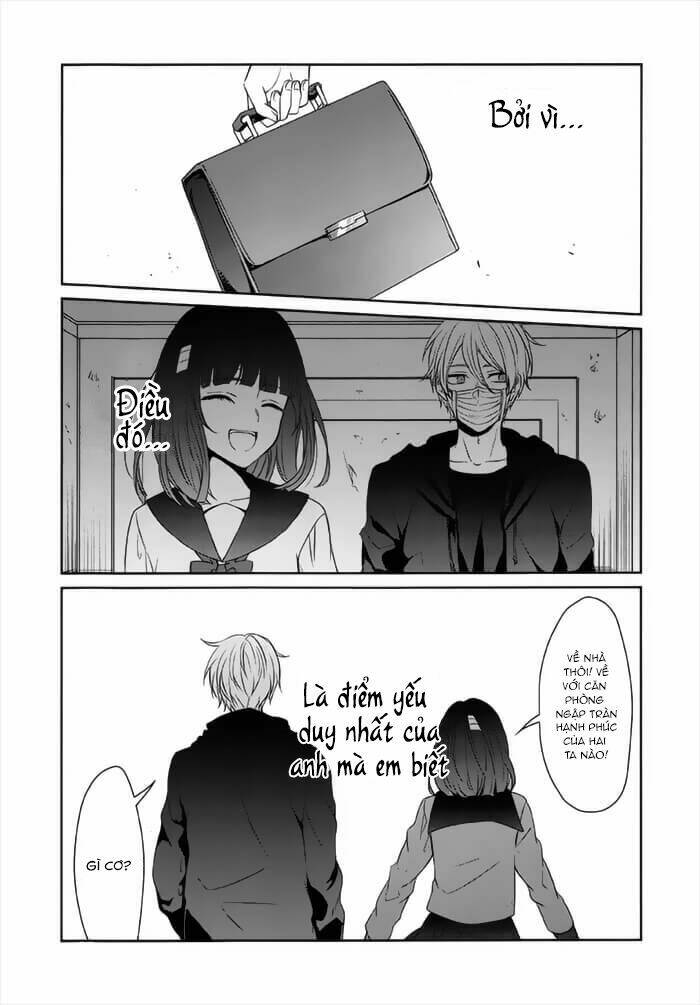 Bởi vì...
Điều
đó...
VỀ NHÀ
THÔI! VỀ
VỚI CĂN
PHÒNG
NGẬP TRÀN
HẠNH PHÚC
CỦA HAI
TA NÀO!
Là điểm yếu
duy nhất của
anh mà em biết
GÌ CƠ?